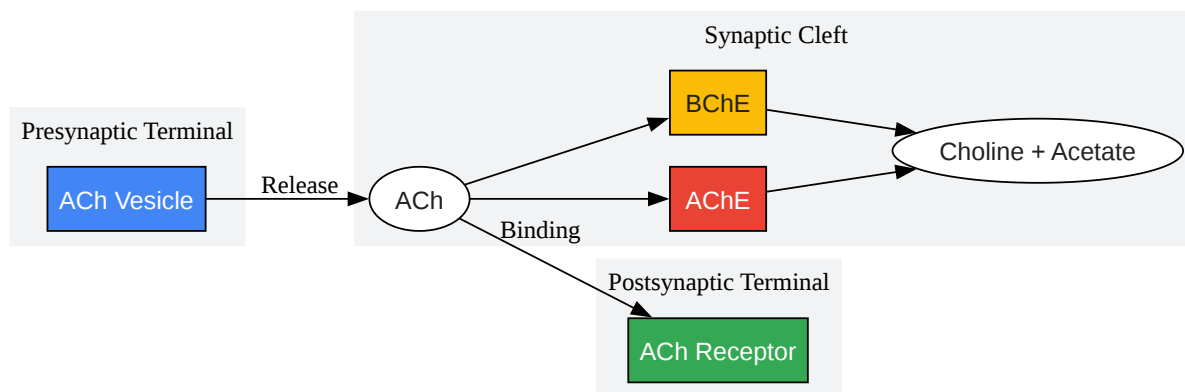 Synaptic Cleft
Presynaptic Terminal
ACh Vesicle
Release
ACh
BChE
AChE
Choline + Acetate
Binding
Postsynaptic Terminal
ACh Receptor